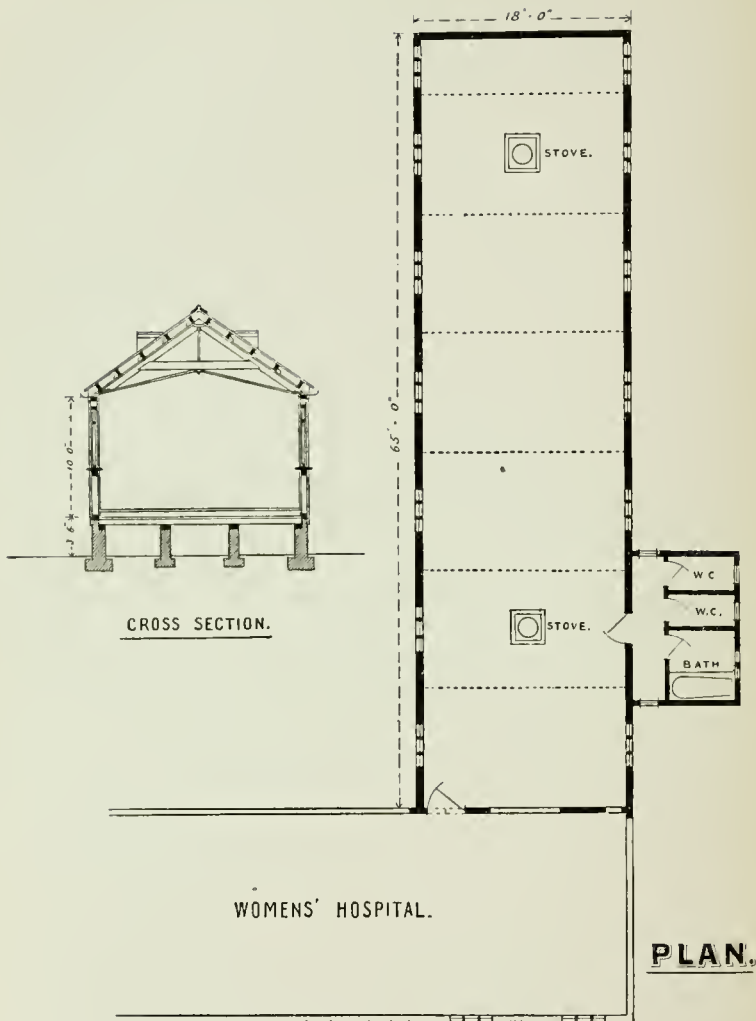 18'-0"
STOVE.
65'-0"
10 0
3' 6"
CROSS SECTION.
W C
W.C.
STOVE.
BATH
WOMENS' HOSPITAL.
PLAN.